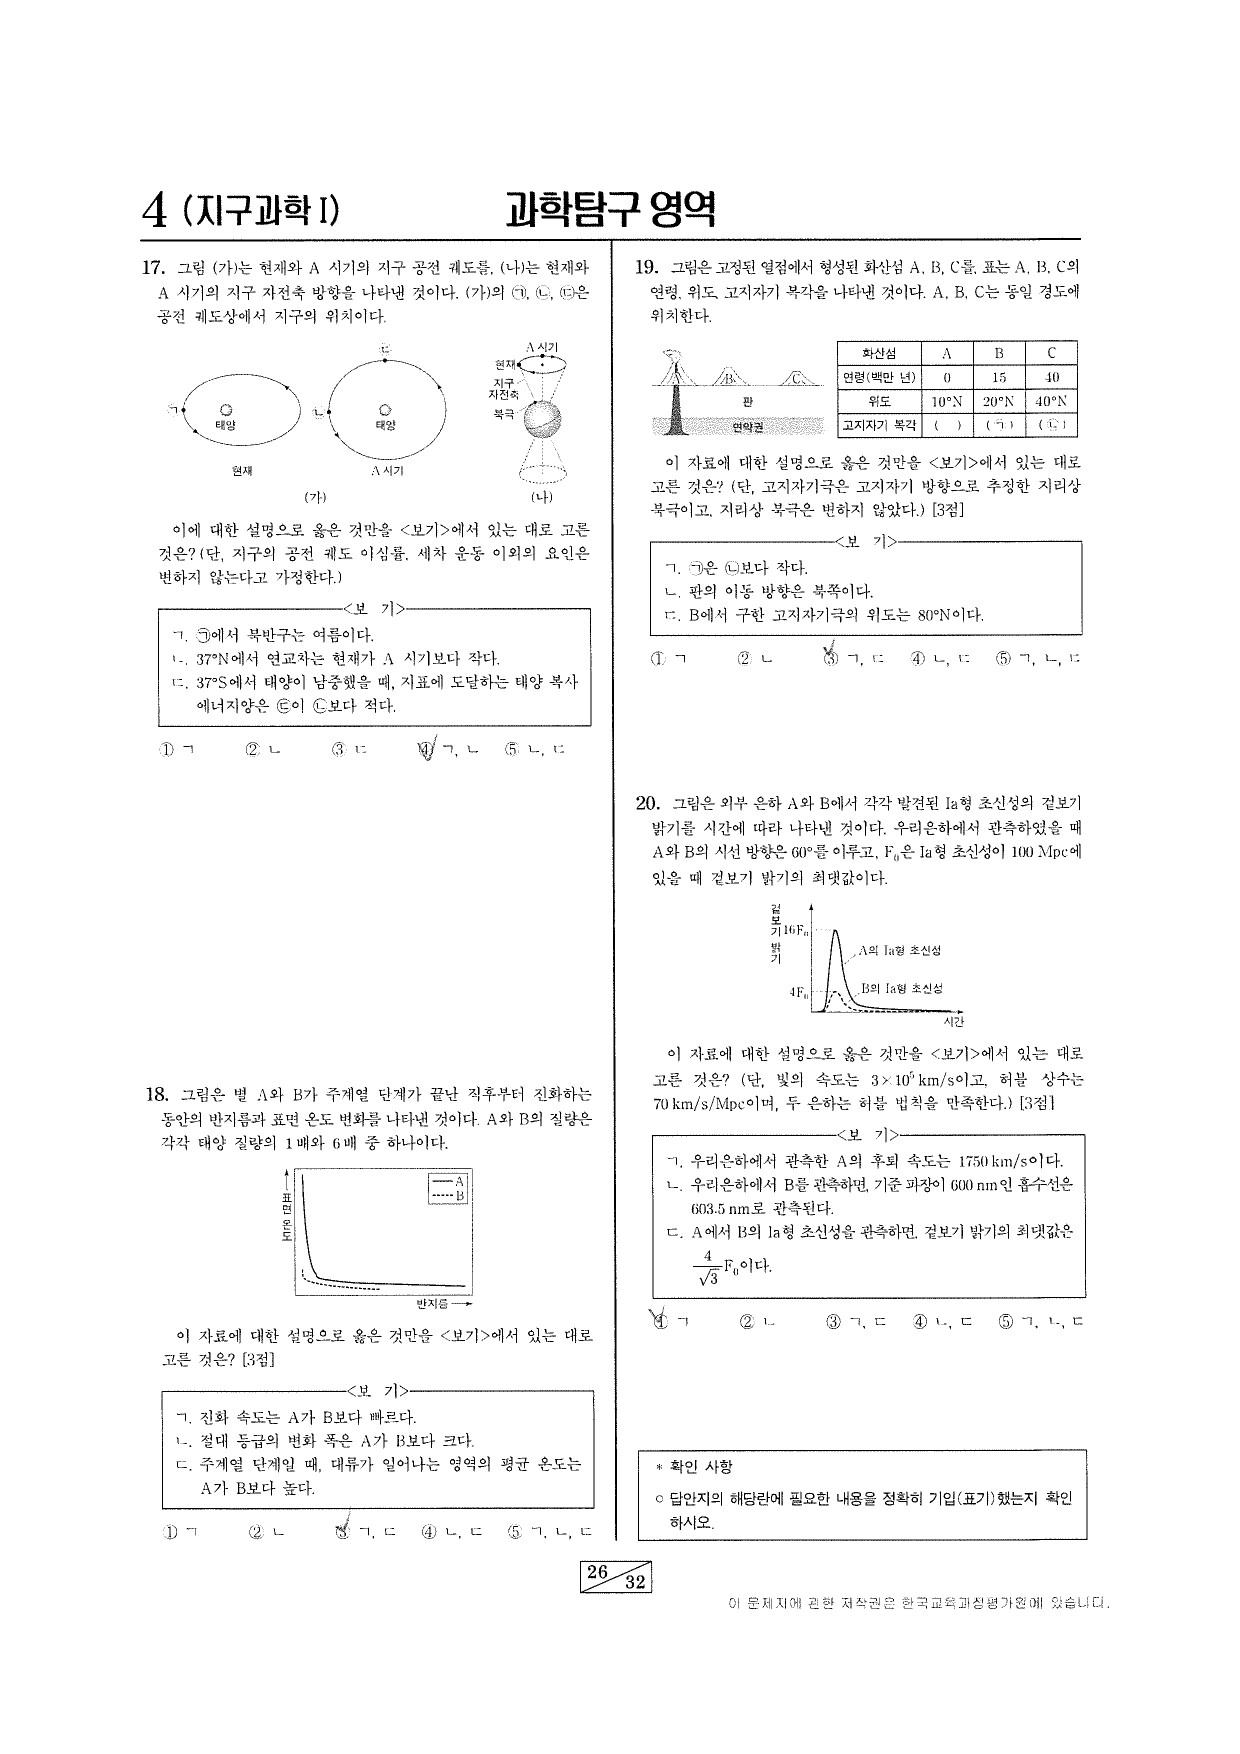 4 (지구과학 I)
과학탐구 영역
17. 그림 (가)는 현재와 A 시기의 지구 공전 궤도를, (나)는 현재와
A 시기의 지구 자전축 방향을 나타낸 것이다. (가)의 ㉠, ㉡, ㉢은
공전 궤도상에서 지구의 위치이다.
㉠
태양
현재
㉡
㉢
태양
A 시기
(가)
A 시기
현재
지구
자전축
북극
(나)
이에 대한 설명으로 옳은 것만을 <보기>에서 있는 대로 고른
것은? (단, 지구의 공전 궤도 이심률, 세차 운동 이외의 요인은
변하지 않는다고 가정한다.)
<보 기>
ㄱ. ㉠에서 북반구는 여름이다.
ㄴ. 37°N에서 연교차는 현재가 A 시기보다 작다.
ㄷ. 37°S에서 태양이 남중했을 때, 지표에 도달하는 태양 복사
에너지양은 ㉢이 ㉡보다 적다.
① ㄱ ② ㄴ ③ ㄷ ④ ㄱ, ㄴ ⑤ ㄴ, ㄷ
18. 그림은 별 A와 B가 주계열 단계가 끝난 직후부터 진화하는
동안의 반지름과 표면 온도 변화를 나타낸 것이다. A와 B의 질량은
각각 태양 질량의 1배와 6배 중 하나이다.
표면 온도
A
B
반지름
이 자료에 대한 설명으로 옳은 것만을 <보기>에서 있는 대로
고른 것은? [3점]
<보 기>
ㄱ. 진화 속도는 A가 B보다 빠르다.
ㄴ. 절대 등급의 변화 폭은 A가 B보다 크다.
ㄷ. 주계열 단계일 때, 대류가 일어나는 영역의 평균 온도는
A가 B보다 높다.
① ㄱ ② ㄴ ③ ㄱ, ㄷ ④ ㄴ, ㄷ ⑤ ㄱ, ㄴ, ㄷ
19. 그림은 고정된 열점에서 형성된 화산섬 A, B, C를, 표는 A, B, C의
연령, 위도, 고지자기 복각을 나타낸 것이다. A, B, C는 동일 경도에
위치한다.
A B C
판
연약권
화산섬 A B C
연령(백만 년) 0 15 40
위도 10°N 20°N 40°N
고지자기 복각 ( ) (㉠) (㉡)
이 자료에 대한 설명으로 옳은 것만을 <보기>에서 있는 대로
고른 것은? (단, 고지자기극은 고지자기 방향으로 추정한 지리상
북극이고, 지리상 북극은 변하지 않았다.) [3점]
<보 기>
ㄱ. ㉠은 ㉡보다 작다.
ㄴ. 판의 이동 방향은 북쪽이다.
ㄷ. B에서 구한 고지자기극의 위도는 80°N이다.
① ㄱ ② ㄴ ③ ㄱ, ㄷ ④ ㄴ, ㄷ ⑤ ㄱ, ㄴ, ㄷ
20. 그림은 외부 은하 A와 B에서 각각 발견된 Ia형 초신성의 겉보기
밝기를 시간에 따라 나타낸 것이다. 우리은하에서 관측하였을 때
A와 B의 시선 방향은 60°를 이루고, F₀은 Ia형 초신성이 100 Mpc에
있을 때 겉보기 밝기의 최댓값이다.
겉보기 밝기
16F₀
4F₀
A의 Ia형 초신성
B의 Ia형 초신성
시간
이 자료에 대한 설명으로 옳은 것만을 <보기>에서 있는 대로
고른 것은? (단, 빛의 속도는 3×10⁵ km/s이고, 허블 상수는
70 km/s/Mpc이며, 두 은하는 허블 법칙을 만족한다.) [3점]
<보 기>
ㄱ. 우리은하에서 관측한 A의 후퇴 속도는 1750 km/s이다.
ㄴ. 우리은하에서 B를 관측하면, 기준 파장이 600 nm인 흡수선은
603.5 nm로 관측된다.
ㄷ. A에서 B의 Ia형 초신성을 관측하면, 겉보기 밝기의 최댓값은
4/√3 F₀이다.
① ㄱ ② ㄴ ③ ㄱ, ㄷ ④ ㄴ, ㄷ ⑤ ㄱ, ㄴ, ㄷ
* 확인 사항
○ 답안지의 해당란에 필요한 내용을 정확히 기입(표기)했는지 확인
하시오.
26/32
이 문제지에 관한 저작권은 한국교육과정평가원에 있습니다.